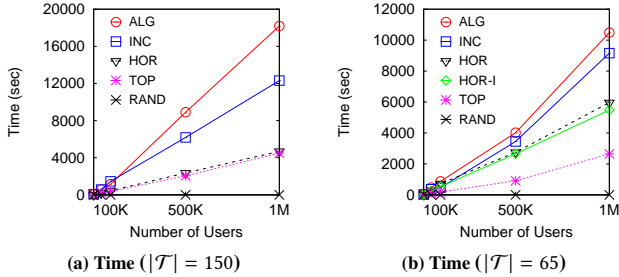 20000
16000
12000
8000
4000
0
Time (sec)
ALG
INC
HOR
TOP
RAND
100K
500K
1M
Number of Users
(a) Time (|𝒯| = 150)
12000
10000
8000
6000
4000
2000
0
Time (sec)
ALG
INC
HOR
HOR-I
TOP
RAND
100K
500K
1M
Number of Users
(b) Time (|𝒯| = 65)